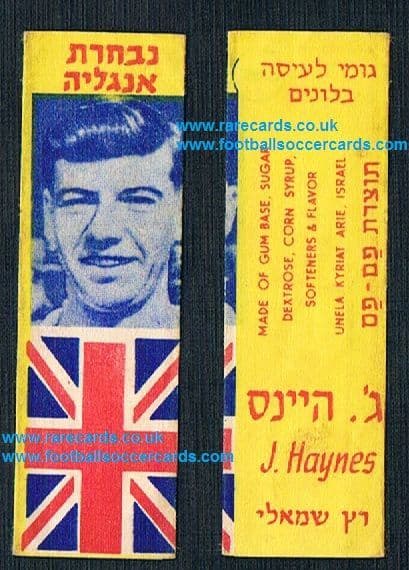 נבחרת
אנגליה
www.rarecards.co.uk
www.footballsoccercards.com
www.rarecards.co.uk
www.footballsoccercards.com
גומי לעיסה
בלונים
MADE OF GUM BASE, SUGAR
DEXTROSE, CORN SYRUP,
SOFTENERS & FLAVOR
UNELA KYRIAT ARIE, ISRAEL
תוצרת פַּם-פַּם
ג'. היינס
J. Haynes
רץ שמאלי